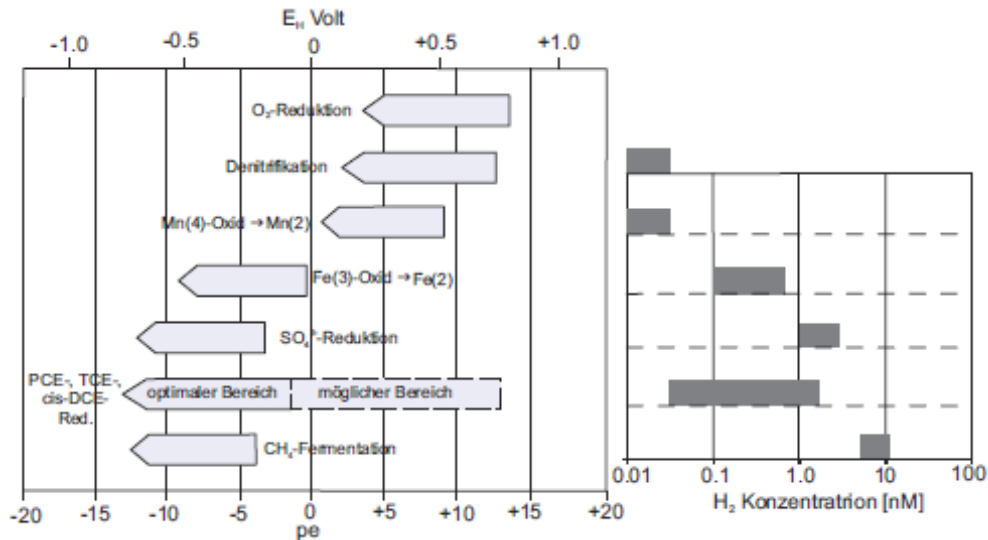 E_H Volt
-1.0 -0.5 0 +0.5 +1.0
O₂-Reduktion
Denitrifikation
Mn(4)-Oxid →Mn(2)
Fe(3)-Oxid →Fe(2)
SO₄²⁻-Reduktion
PCE-, TCE-,
cis-DCE-
Red.
optimaler Bereich
möglicher Bereich
CH₄-Fermentation
-20 -15 -10 -5 0 +5 +10 +15 +20
pe
0.01 0.1 1.0 10 100
H₂ Konzentratrion [nM]